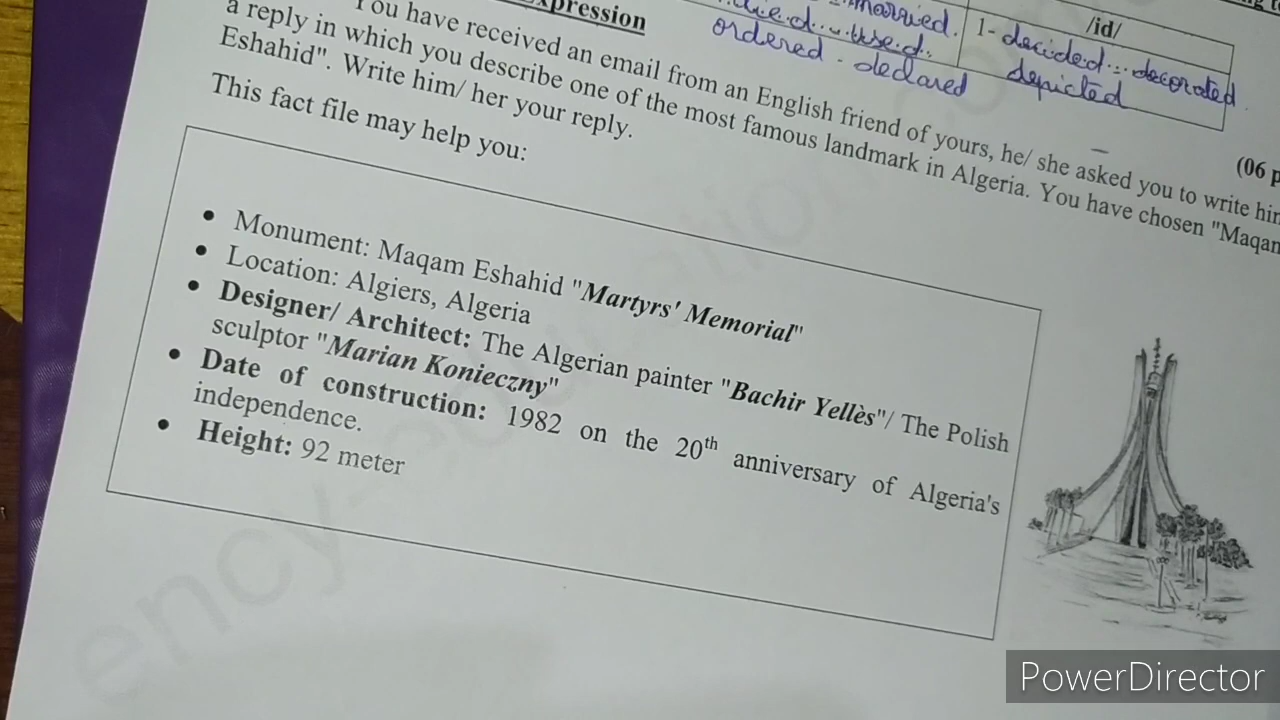 xpression
married.
died... used.
ordered - declared
/id/
1- decided... decorated.
depicted
You have received an email from an English friend of yours, he/ she asked you to write him
a reply in which you describe one of the most famous landmark in Algeria. You have chosen "Maqam
Eshahid". Write him/ her your reply.
(06 p
This fact file may help you:
• Monument: Maqam Eshahid "Martyrs' Memorial"
• Location: Algiers, Algeria
• Designer/ Architect: The Algerian painter "Bachir Yellès"/ The Polish
sculptor "Marian Konieczny"
• Date of construction: 1982 on the 20th anniversary of Algeria's
independence.
• Height: 92 meter
PowerDirector